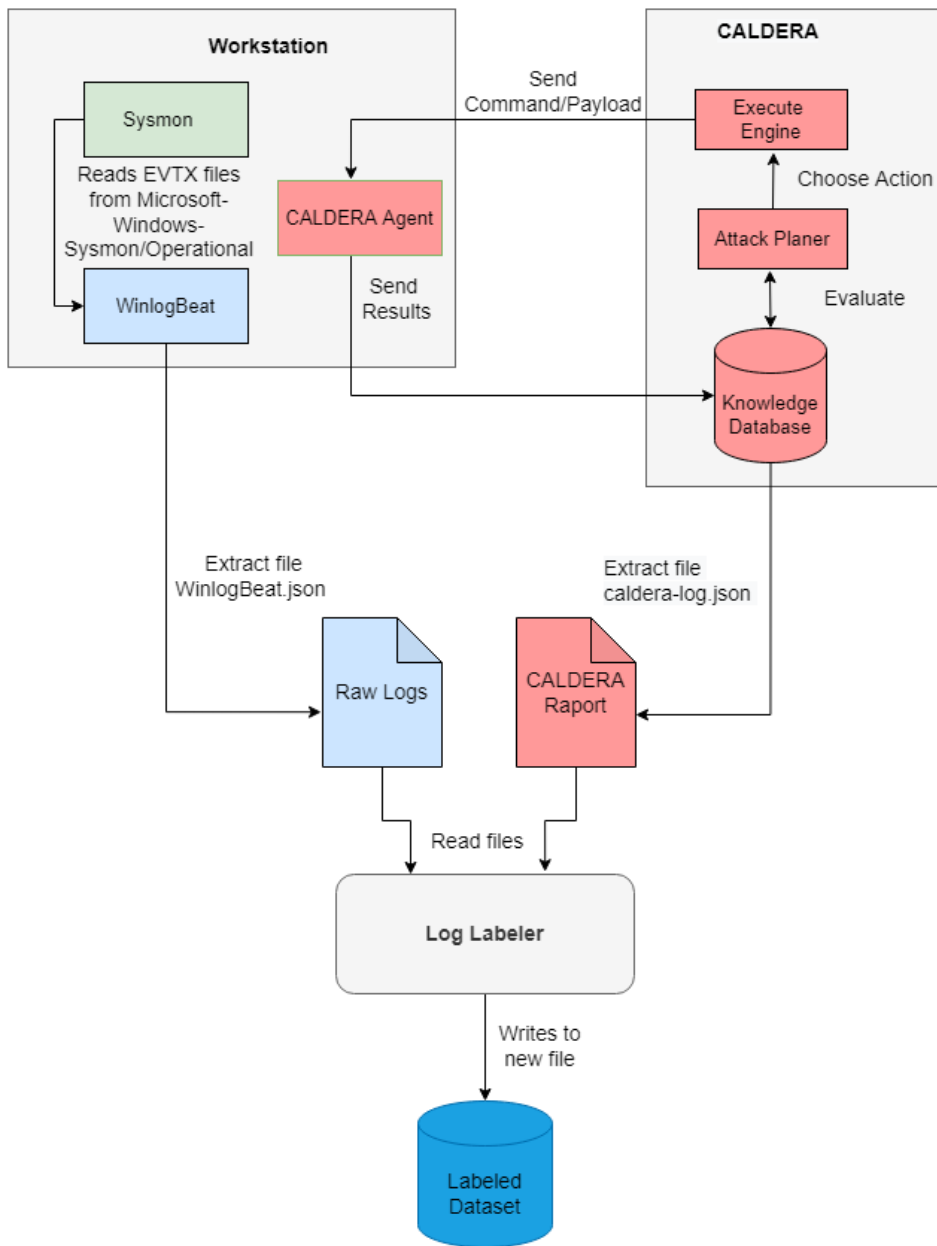 Workstation
CALDERA
Sysmon
Reads EVTX files
from Microsoft-
Windows-
Sysmon/Operational
WinlogBeat
CALDERA Agent
Send
Results
Send
Command/Payload
Execute
Engine
Choose Action
Attack Planer
Evaluate
Knowledge
Database
Extract file
WinlogBeat.json
Extract file
caldera-log.json
Raw Logs
CALDERA
Raport
Read files
Log Labeler
Writes to
new file
Labeled
Dataset